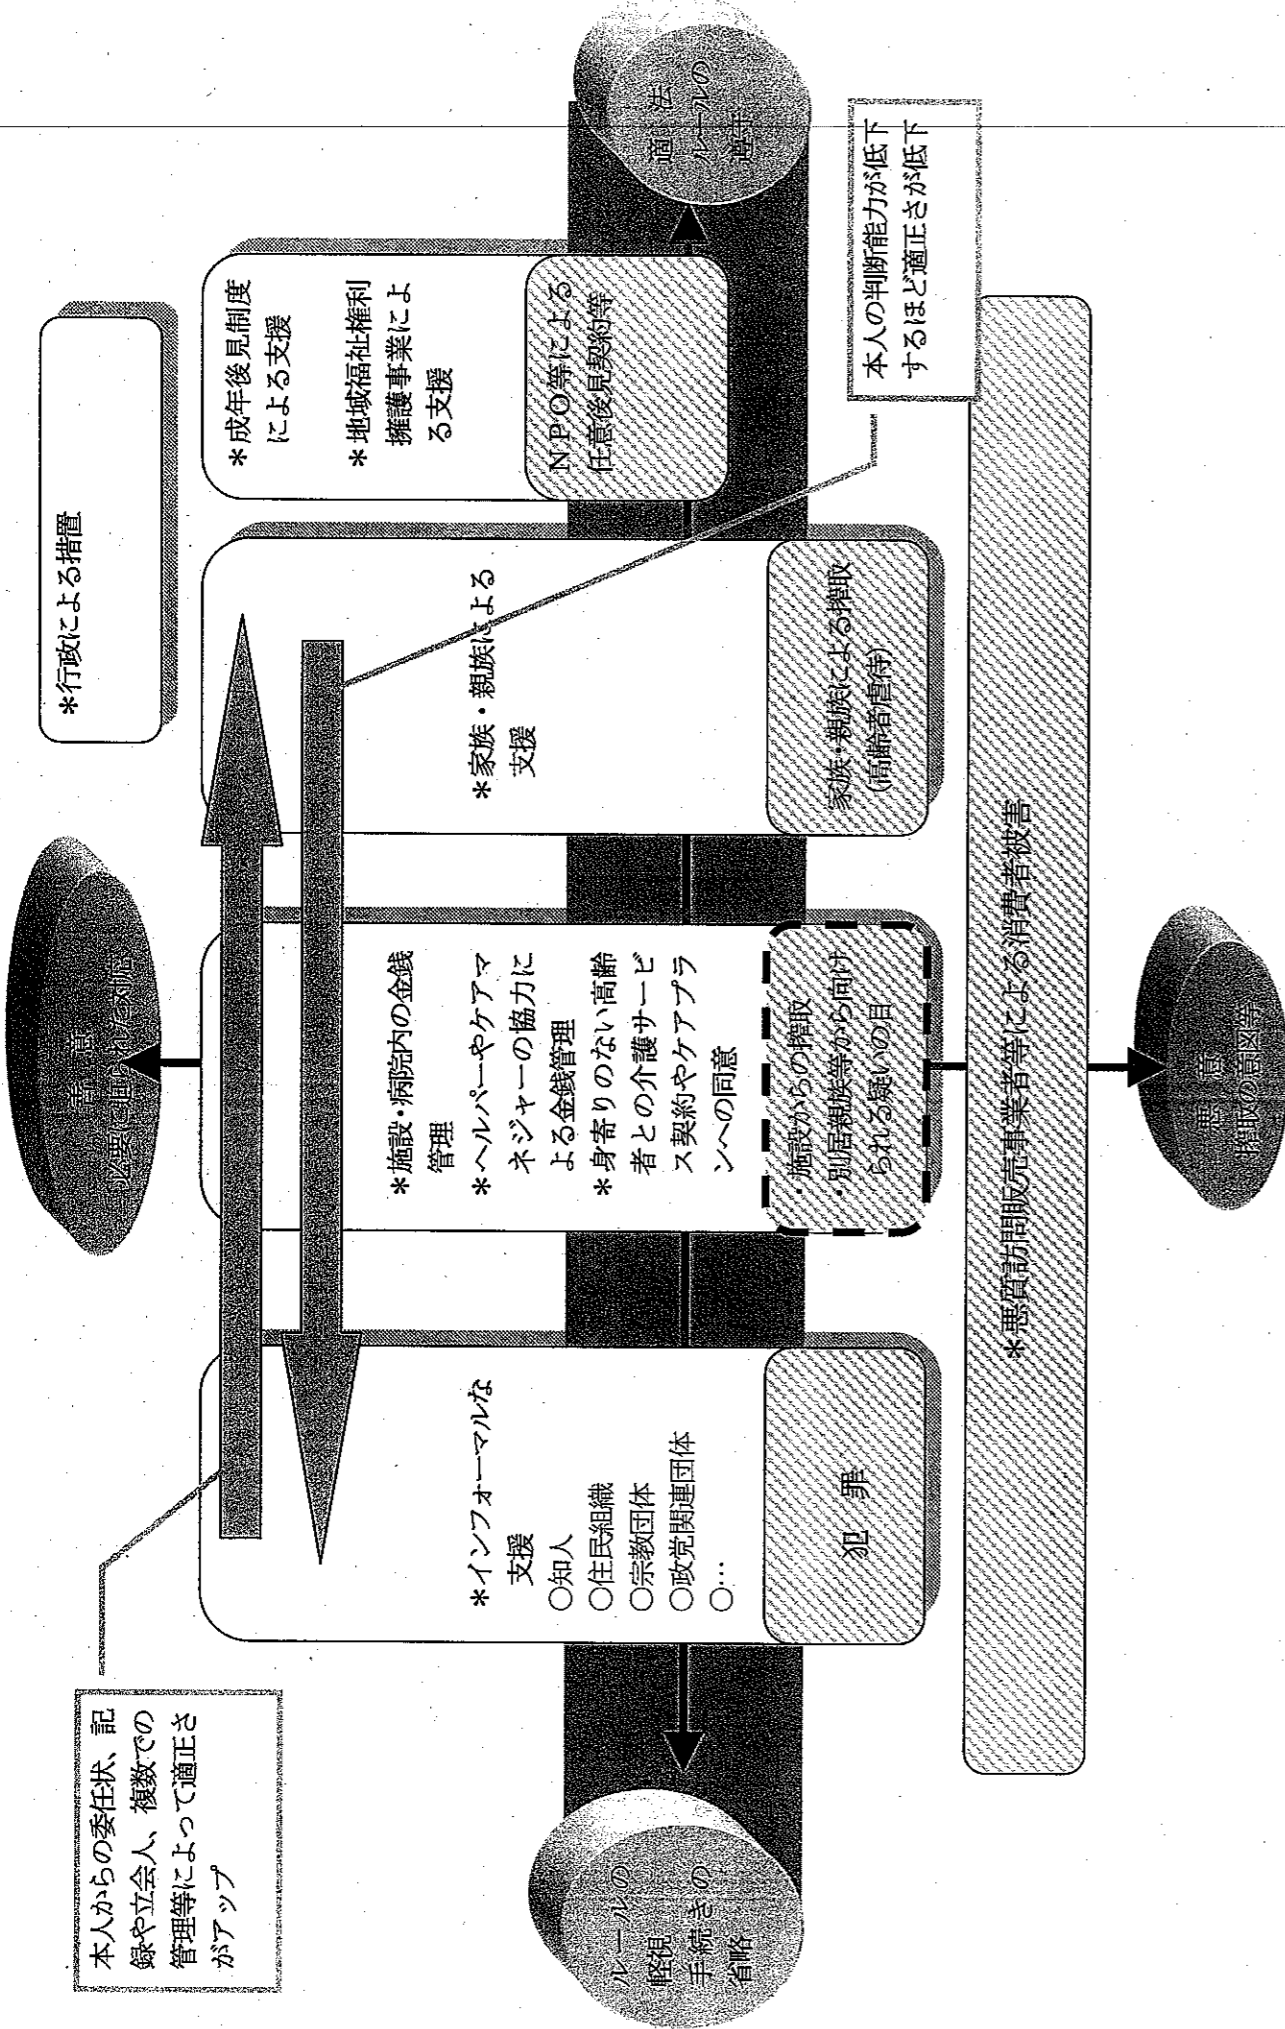 本人からの委任状、記
録や立会人、複数での
管理等によって適正さ
がアップ
善 意
必要に迫られた対応
*行政による措置
ルールの
軽視
手続きの
省略
*インフォーマルな
支援
○知人
○住民組織
○宗教団体
○政党関連団体
○…
犯 罪
*施設・病院内の金銭
管理
*ヘルパーやケアマ
ネジャーの協力に
よる金銭管理
*身寄りのない高齢
者との介護サービ
ス契約やケアプラ
ンへの同意
・施設からの搾取
・別居親族等から向け
られる疑いの目
*家族・親族による
支援
家族・親族による搾取
(高齢者虐待)
*成年後見制度
による支援
*地域福祉権利
擁護事業によ
る支援
NPO等による
任意後見契約等
適 法
ルールの
遵守
本人の判断能力が低下
するほど適正さが低下
*悪質訪問販売事業者等による消費者被害
悪 意
搾取の意図等